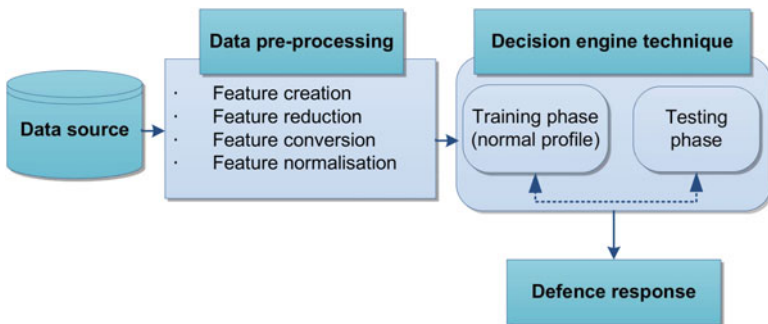 Data source
Data pre-processing
· Feature creation
· Feature reduction
· Feature conversion
· Feature normalisation
Decision engine technique
Training phase
(normal profile)
Testing
phase
Defence response